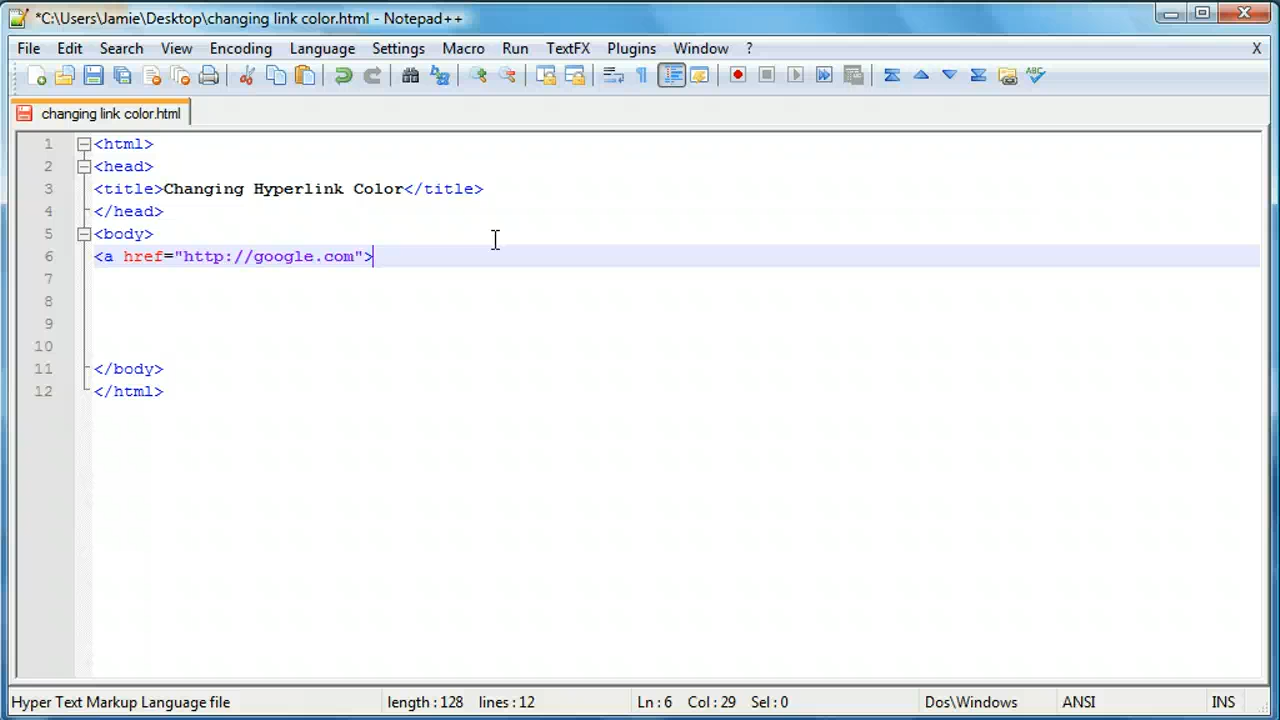 *C:\Users\Jamie\Desktop\changing link color.html - Notepad++
File Edit Search View Encoding Language Settings Macro Run TextFX Plugins Window ? X
changing link color.html
1 <html>
2 <head>
3 <title>Changing Hyperlink Color</title>
4 </head>
5 <body>
6 <a href="http://google.com">
7
8
9
10
11 </body>
12 </html>
Hyper Text Markup Language file length : 128 lines : 12 Ln : 6 Col : 29 Sel : 0 Dos\Windows ANSI INS